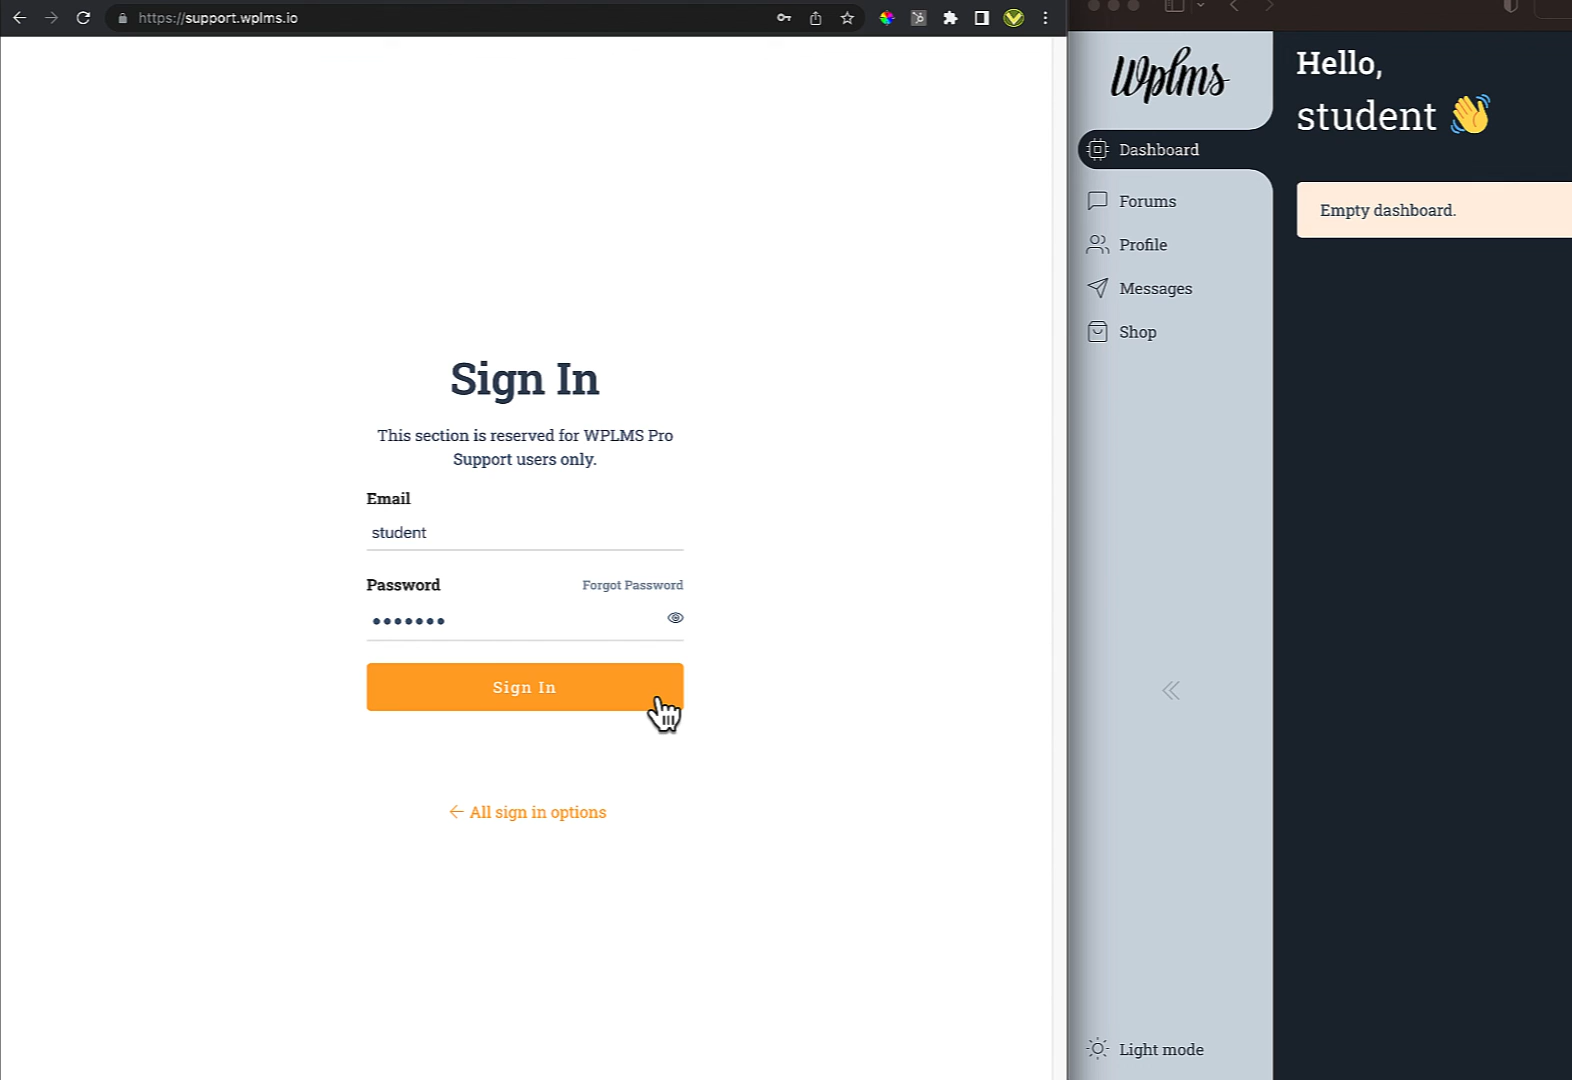 https://support.wplms.io
Sign In
This section is reserved for WPLMS Pro
Support users only.
Email
student
Password
Forgot Password
Sign In
All sign in options
Wplms
Dashboard
Forums
Profile
Messages
Shop
Light mode
Hello,
student
Empty dashboard.